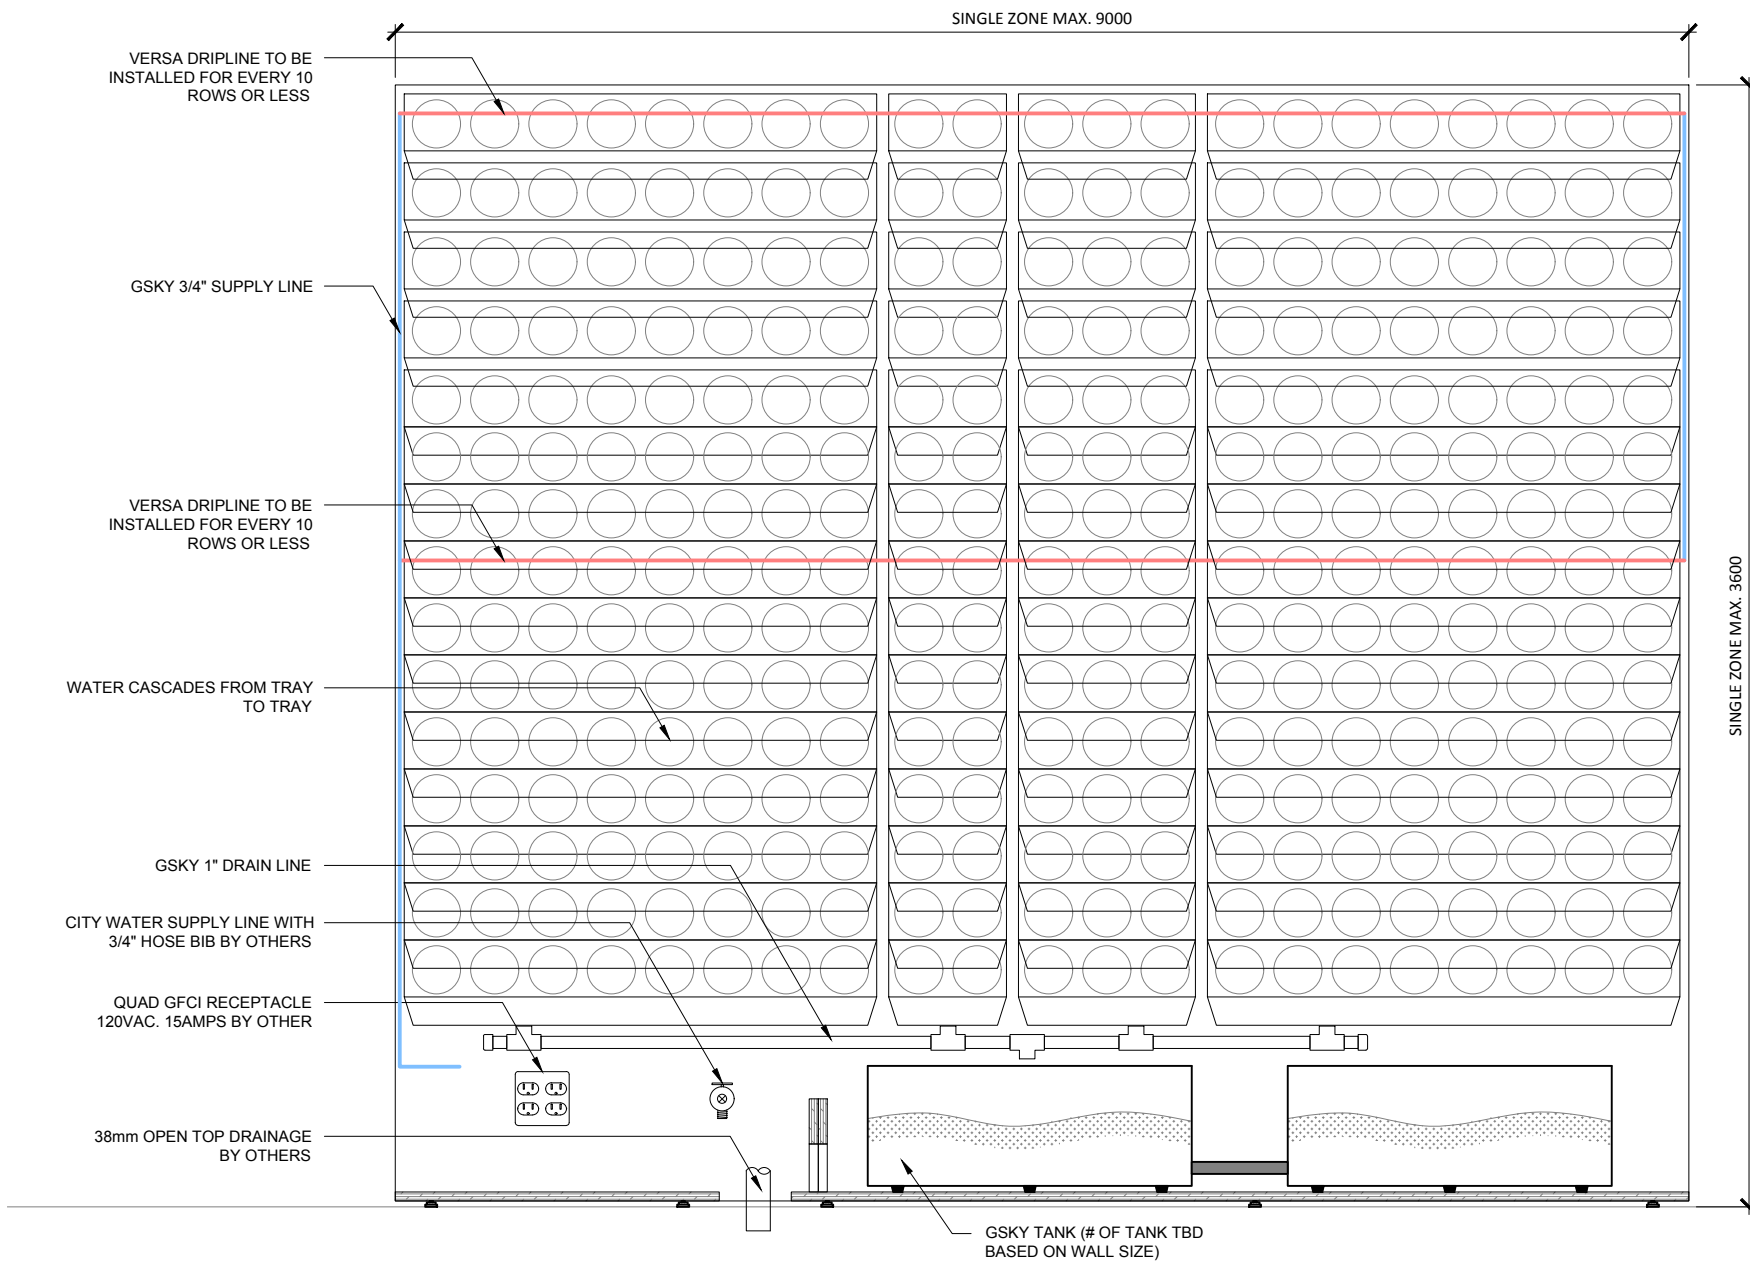 SINGLE ZONE MAX. 9000
VERSA DRIPLINE TO BE
INSTALLED FOR EVERY 10
ROWS OR LESS
GSKY 3/4" SUPPLY LINE
VERSA DRIPLINE TO BE
INSTALLED FOR EVERY 10
ROWS OR LESS
SINGLE ZONE MAX. 3600
WATER CASCADES FROM TRAY
TO TRAY
GSKY 1" DRAIN LINE
CITY WATER SUPPLY LINE WITH
3/4" HOSE BIB BY OTHERS
QUAD GFCI RECEPTACLE
120VAC. 15AMPS BY OTHER
38mm OPEN TOP DRAINAGE
BY OTHERS
GSKY TANK (# OF TANK TBD
BASED ON WALL SIZE)